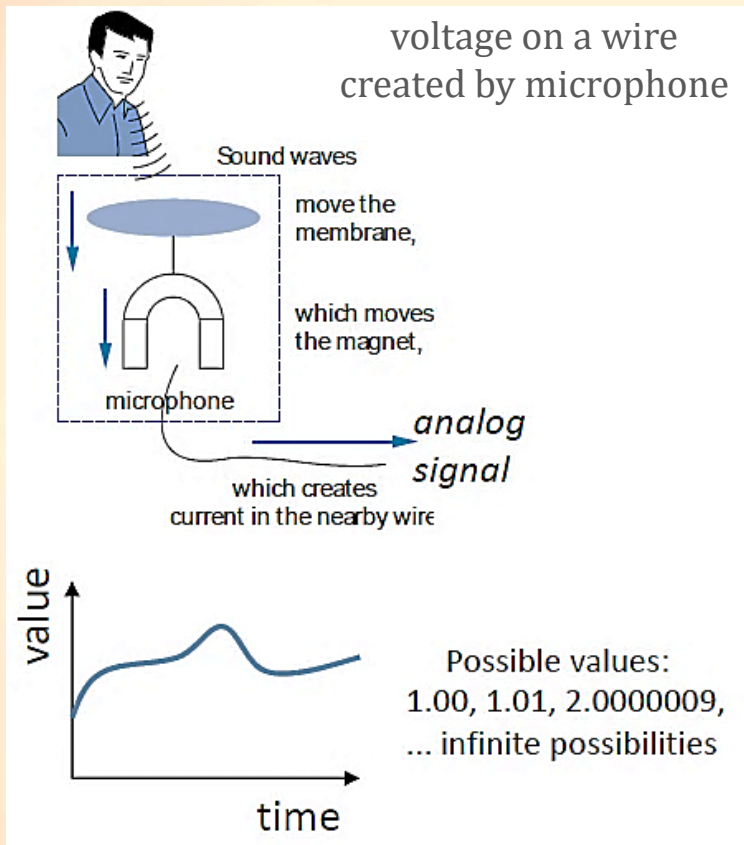 voltage on a wire
created by microphone
Sound waves
move the
membrane,
which moves
the magnet,
microphone
analog
signal
which creates
current in the nearby wire
value
Possible values:
1.00, 1.01, 2.0000009,
... infinite possibilities
time